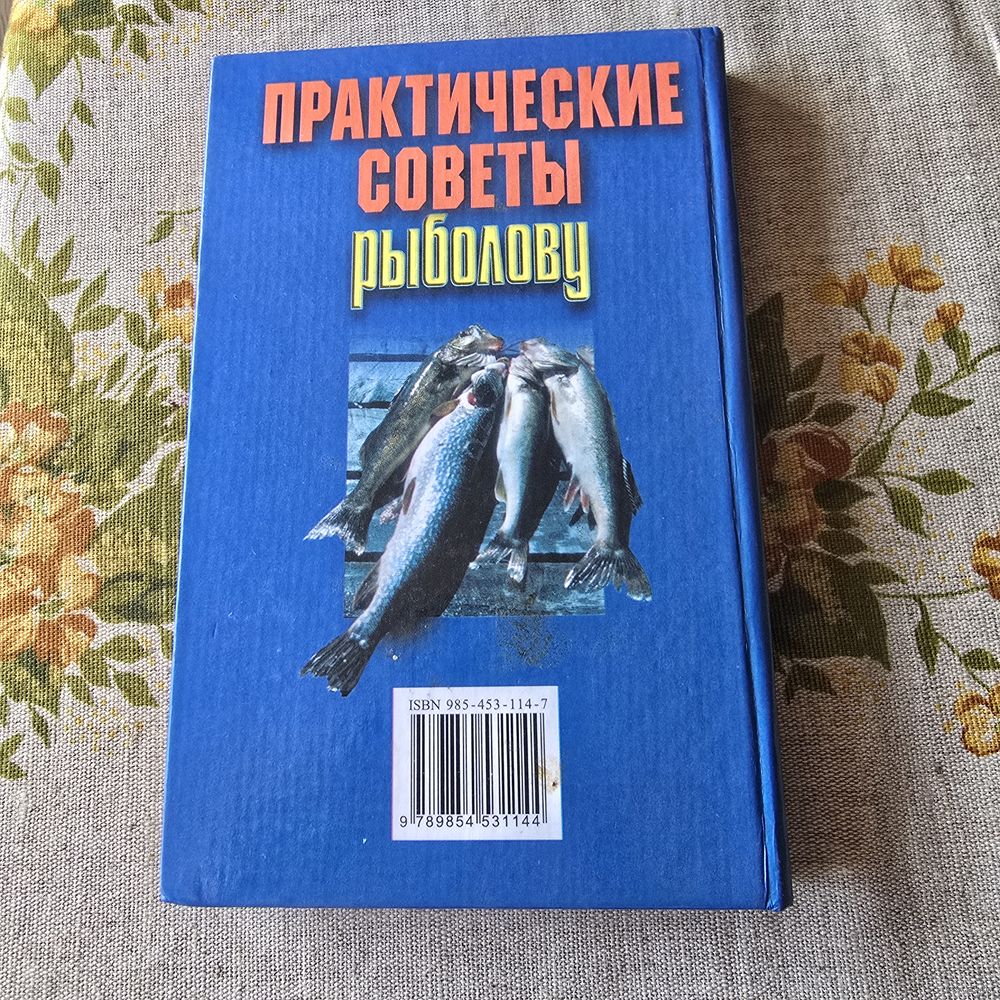 ПРАКТИЧЕСКИЕ
СОВЕТЫ
рыболову
ISBN 985-453-114-7
9 789854 531144